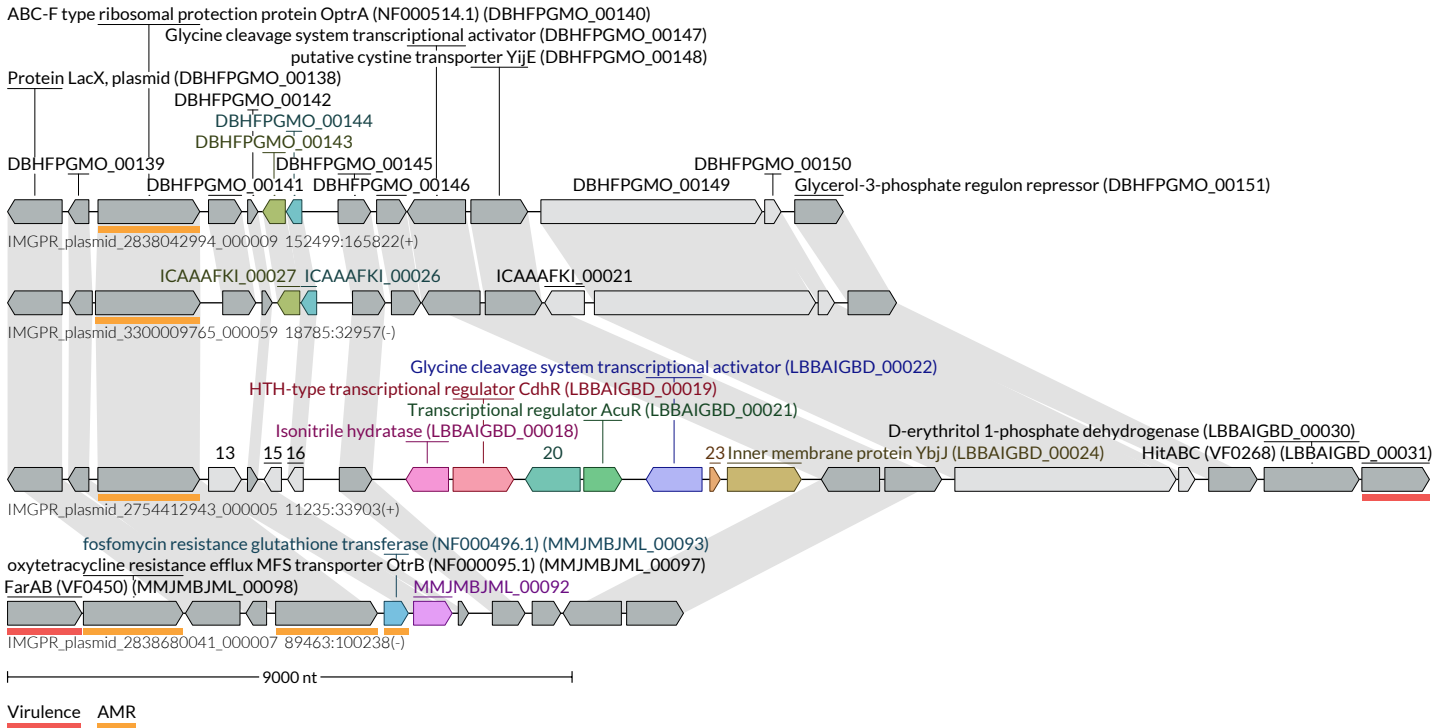 ABC-F type ribosomal protection protein OptrA (NF000514.1) (DBHFPGMO_00140)
Glycine cleavage system transcriptional activator (DBHFPGMO_00147)
putative cystine transporter YijE (DBHFPGMO_00148)
Protein LacX, plasmid (DBHFPGMO_00138)
DBHFPGMO_00142
DBHFPGMO_00144
DBHFPGMO_00143
DBHFPGMO_00139 DBHFPGMO_00145 DBHFPGMO_00150
DBHFPGMO_00141 DBHFPGMO_00146 DBHFPGMO_00149 Glycerol-3-phosphate regulon repressor (DBHFPGMO_00151)
IMGPR_plasmid_2838042994_000009 152499:165822(+)
ICAAAFKI_00027 ICAAAFKI_00026 ICAAAFKI_00021
IMGPR_plasmid_3300009765_000059 18785:32957(-)
Glycine cleavage system transcriptional activator (LBBAIGBD_00022)
HTH-type transcriptional regulator CdhR (LBBAIGBD_00019)
Transcriptional regulator AcuR (LBBAIGBD_00021)
Isonitrile hydratase (LBBAIGBD_00018) D-erythritol 1-phosphate dehydrogenase (LBBAIGBD_00030)
13 15 16 20 23 Inner membrane protein YbjJ (LBBAIGBD_00024) HitABC (VF0268) (LBBAIGBD_00031)
IMGPR_plasmid_2754412943_000005 11235:33903(+)
fosfomycin resistance glutathione transferase (NF000496.1) (MMJMBJML_00093)
oxytetracycline resistance efflux MFS transporter OtrB (NF000095.1) (MMJMBJML_00097)
FarAB (VF0450) (MMJMBJML_00098) MMJMBJML_00092
IMGPR_plasmid_2838680041_000007 89463:100238(-)
9000 nt
Virulence AMR